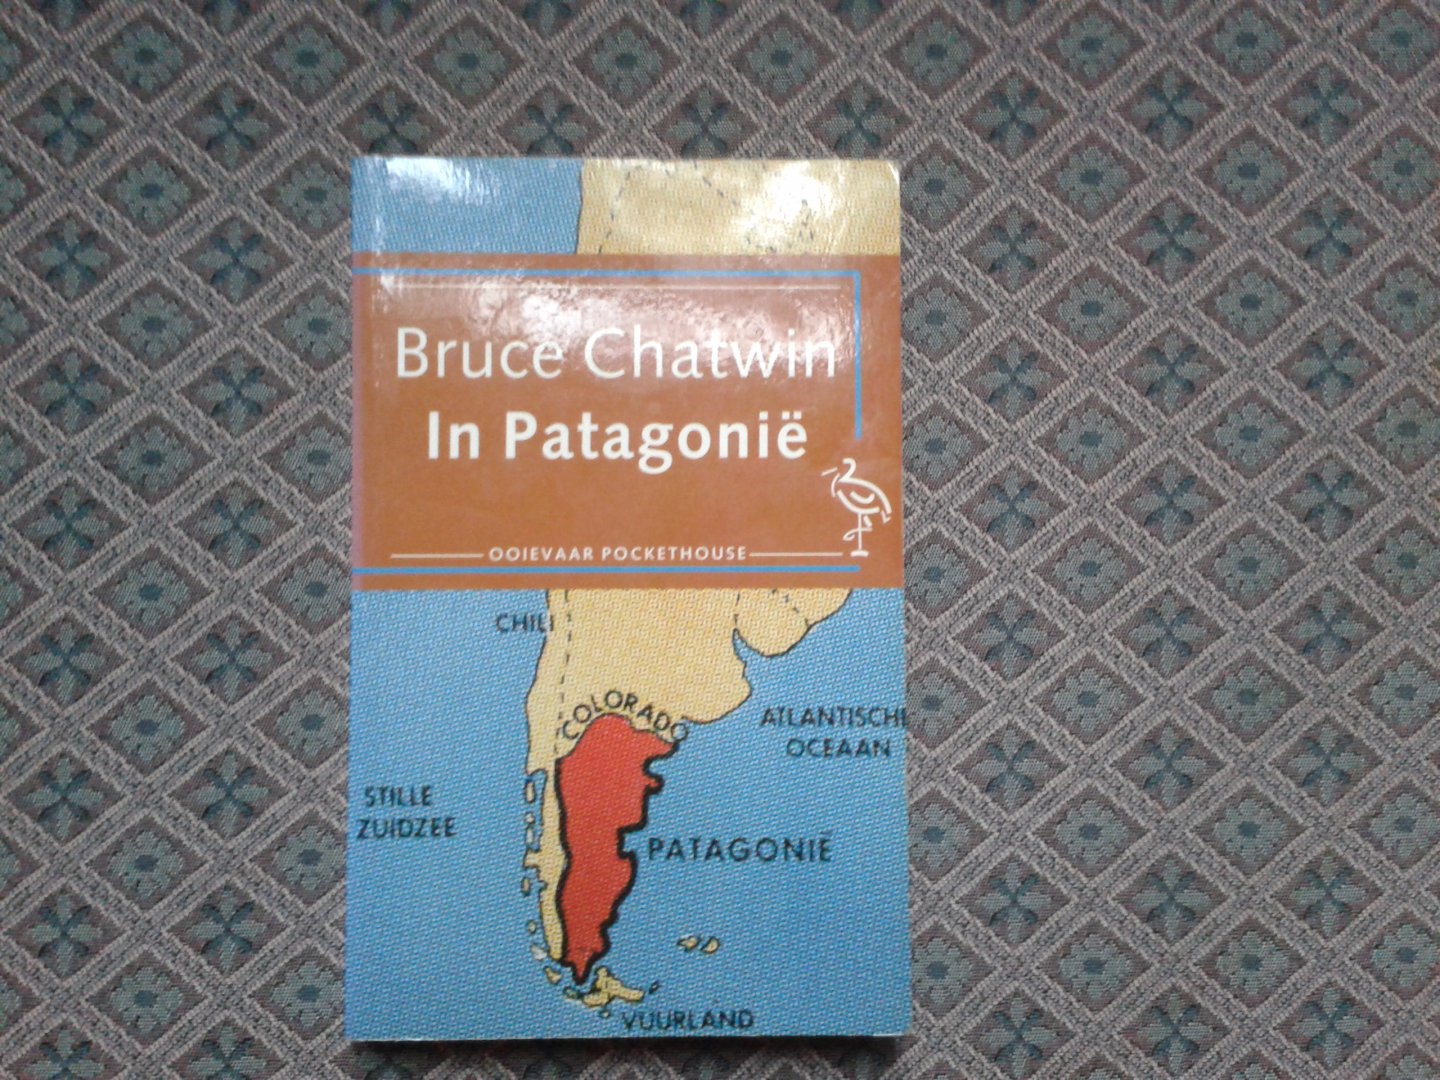 Bruce Chatwin
In Patagonië
OOIEVAAR POCKETHOUSE
CHILI
COLORADO
ATLANTISCHE
OCEAAN
STILLE
ZUIDZEE
PATAGONIË
VUURLAND